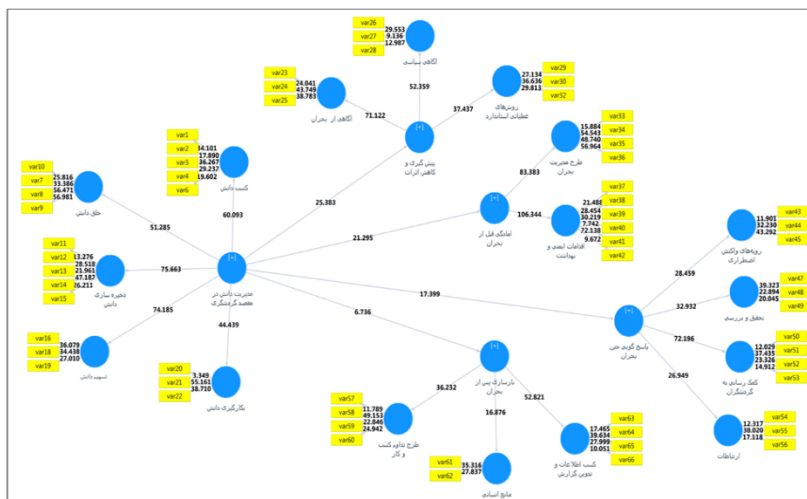 var26
var27
var28
29.553
9.136
12.987
آگاهی سیاسی
52.359
var23
var24
var25
24.041
43.749
38.783
آگاهی از بحران
71.122
37.437
27.134
36.636
29.813
var29
var30
var32
رویه‌های
عملیاتی استاندارد
[+]
پیش گیری و
کاهش اثرات
var33
var34
var35
var36
15.884
54.543
48.740
56.964
طرح مدیریت
بحران
83.383
var1
var2
var3
var4
var6
34.101
17.890
36.267
29.237
19.602
کسب دانش
60.093
25.383
var10
var7
var8
var9
25.816
33.386
56.471
56.981
خلق دانش
51.285
[+]
آمادگی قبل از
بحران
106.344
21.295
var37
var38
var39
var40
var41
var42
21.488
28.454
30.219
7.742
72.138
9.672
اقدامات ایمنی و
بهداشت
var11
var12
var13
var14
var15
13.276
28.518
21.961
47.187
26.211
ذخیره سازی
دانش
75.663
[+]
مدیریت دانش در
مقصد گردشگری
17.399
var43
var44
var45
11.901
32.230
43.292
رویه‌های واکنش
اضطراری
28.459
var47
var48
var49
39.323
22.894
20.045
تحقیق و بررسی
32.932
[+]
پاسخ گویی حین
بحران
var16
var18
var19
36.079
34.438
27.010
تسهیم دانش
74.185
44.439
6.736
72.196
var50
var51
var52
var53
12.029
37.435
23.326
14.912
کمک رسانی به
گردشگران
26.949
var20
var21
var22
3.349
55.161
38.710
بکارگیری دانش
[+]
بازسازی پس از
بحران
36.232
16.876
52.821
var57
var58
var59
var60
11.789
49.153
22.846
24.942
طرح تداوم کسب
و کار
var61
var62
35.316
27.837
منابع انسانی
var63
var64
var65
var66
17.465
39.634
27.999
10.051
کسب اطلاعات و
تدوین گزارش
var54
var55
var56
12.317
38.020
17.118
ارتباطات